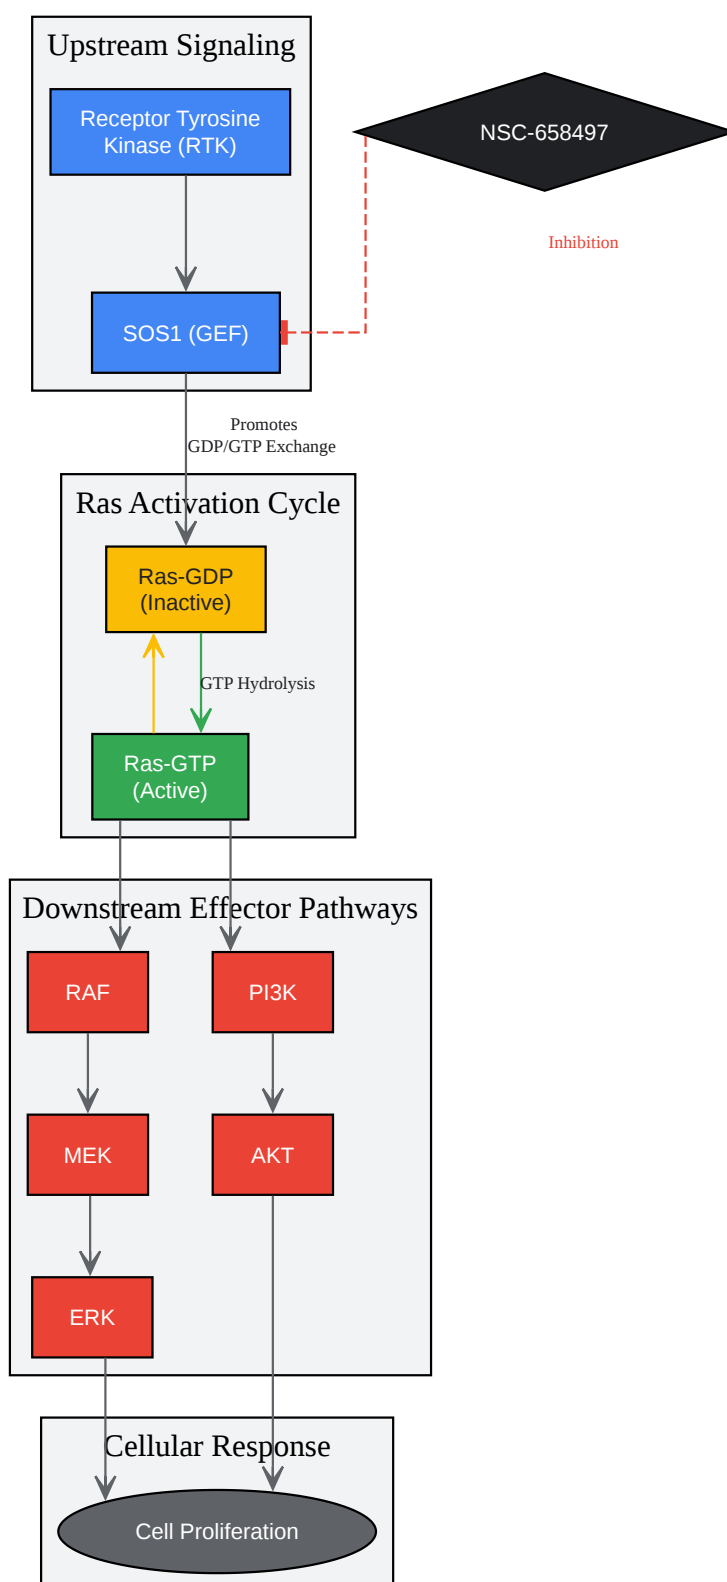 Upstream Signaling
Receptor Tyrosine
Kinase (RTK)
NSC-658497
Inhibition
SOS1 (GEF)
Promotes
GDP/GTP Exchange
Ras Activation Cycle
Ras-GDP
(Inactive)
GTP Hydrolysis
Ras-GTP
(Active)
Downstream Effector Pathways
RAF
PI3K
MEK
AKT
ERK
Cellular Response
Cell Proliferation